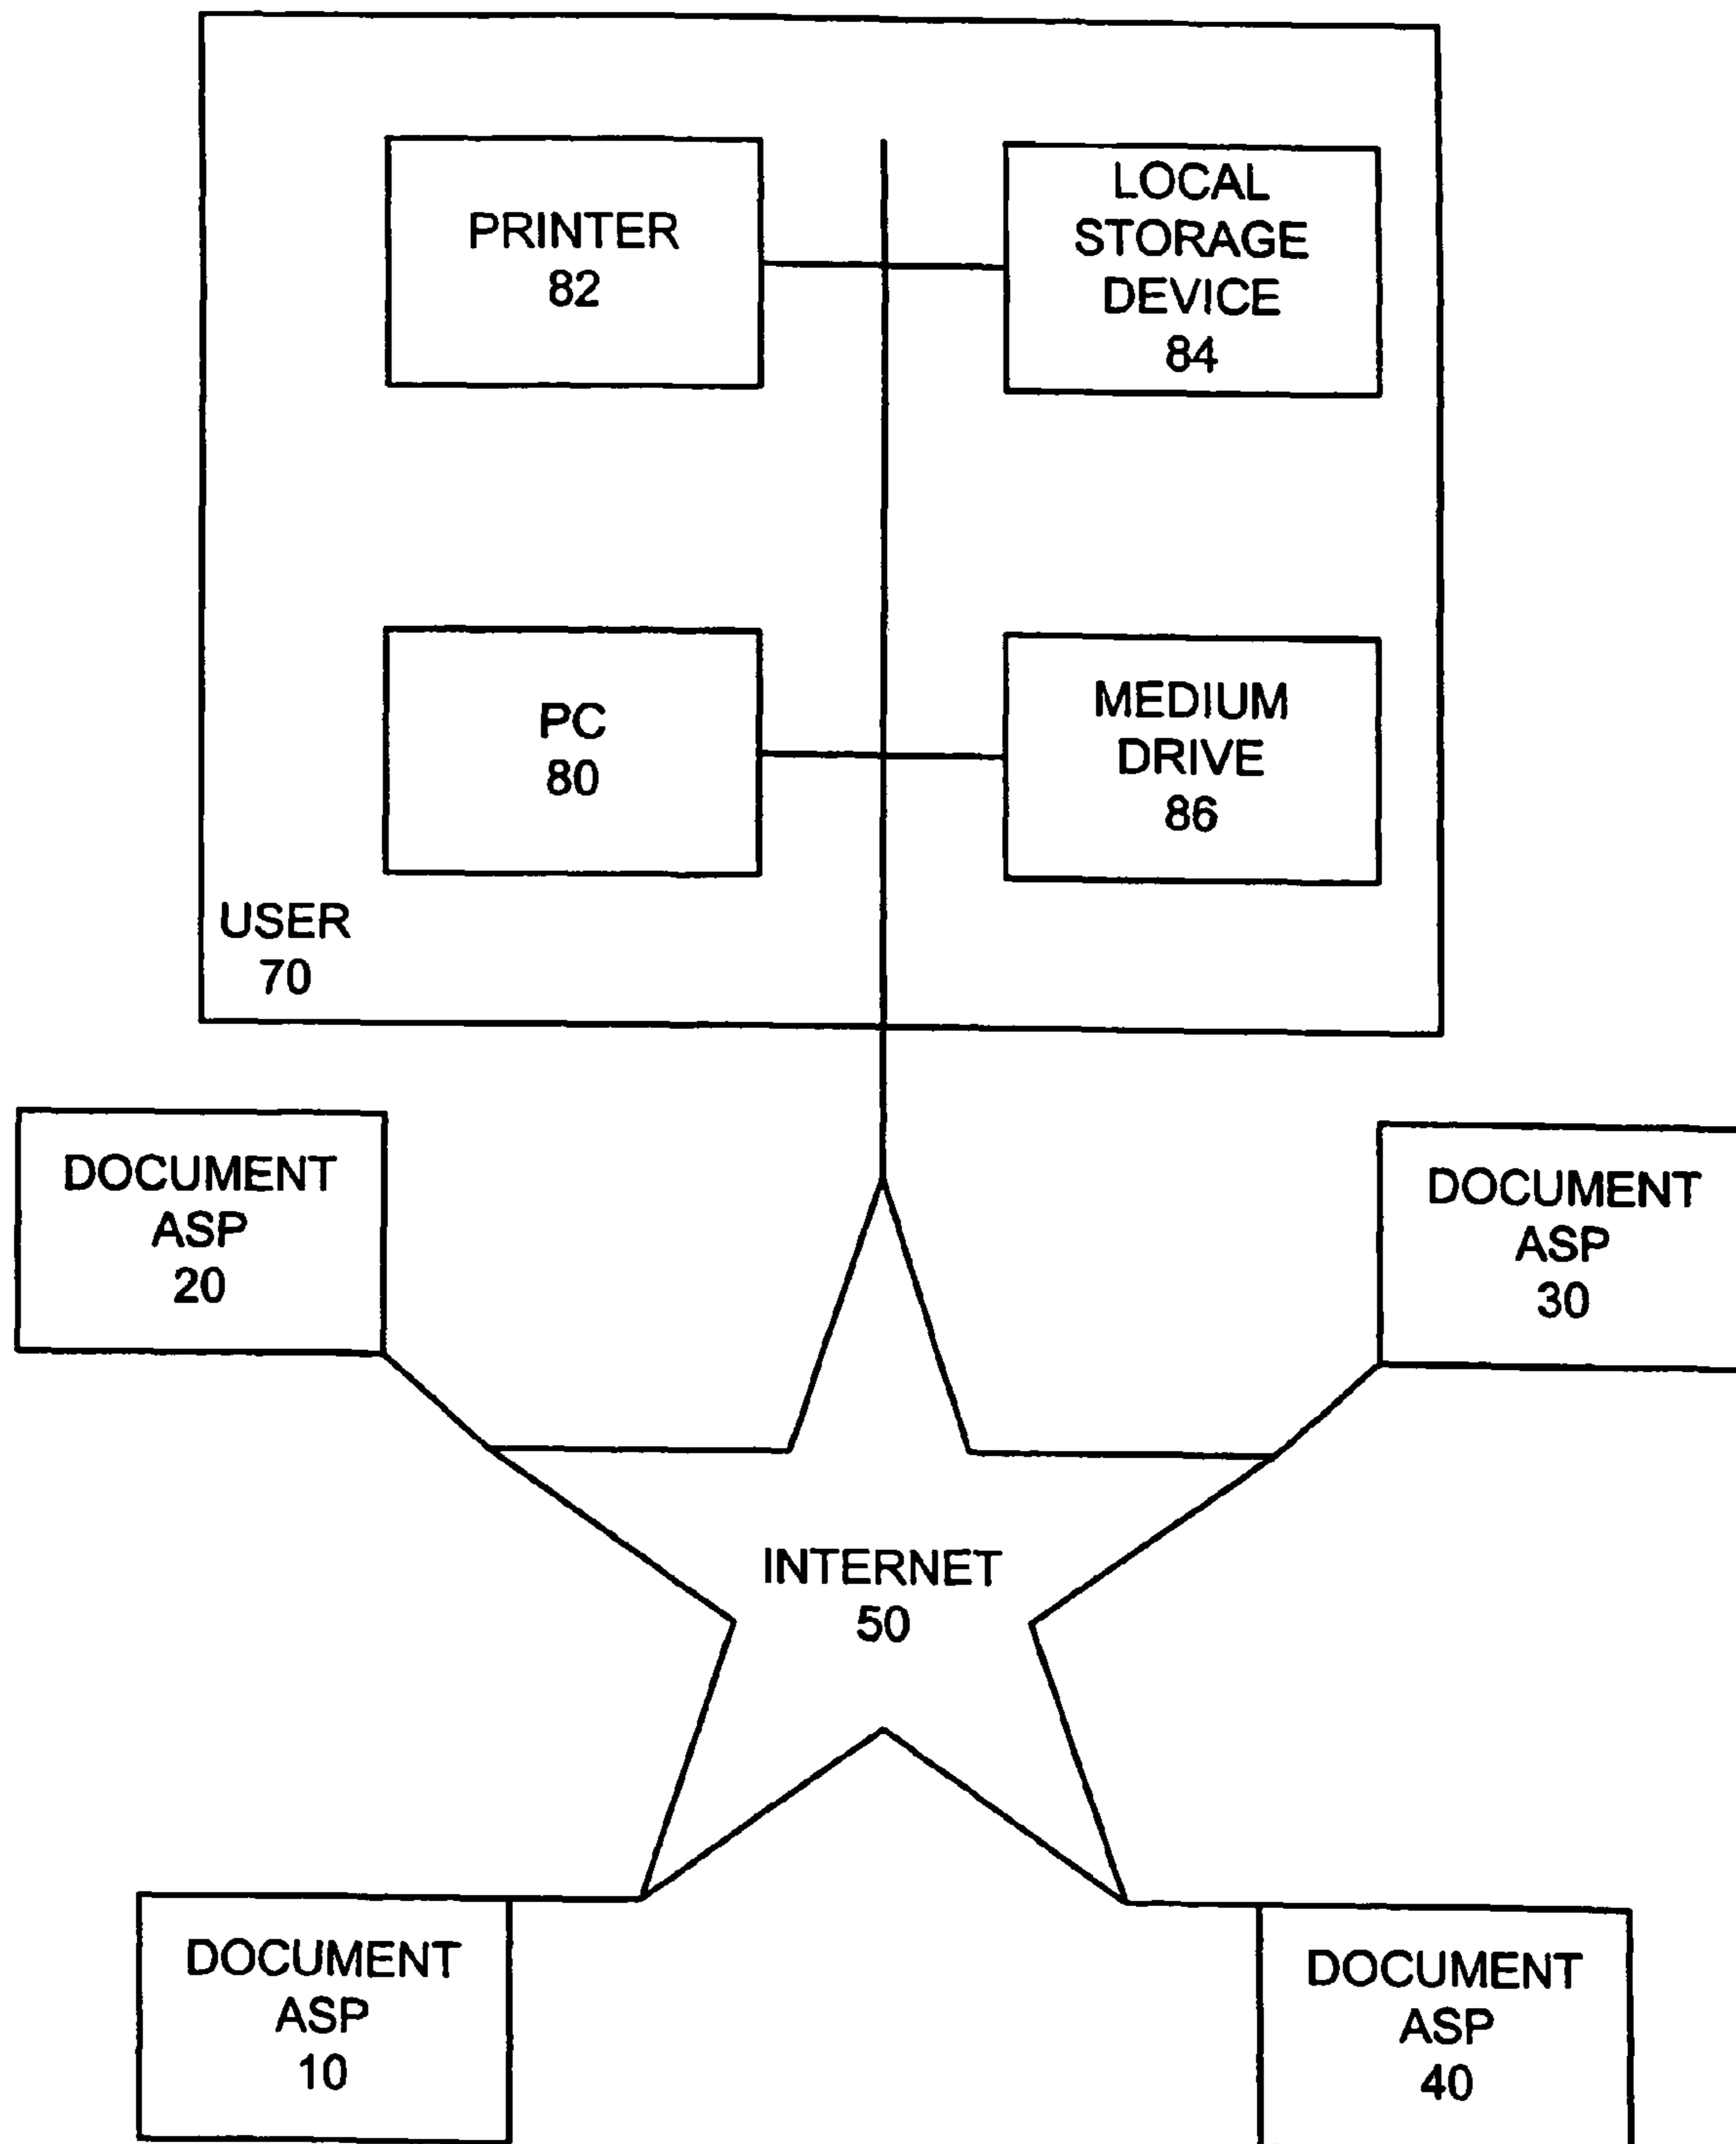 PRINTER
82
LOCAL
STORAGE
DEVICE
84
PC
80
MEDIUM
DRIVE
86
USER
70
DOCUMENT
ASP
20
DOCUMENT
ASP
30
INTERNET
50
DOCUMENT
ASP
10
DOCUMENT
ASP
40